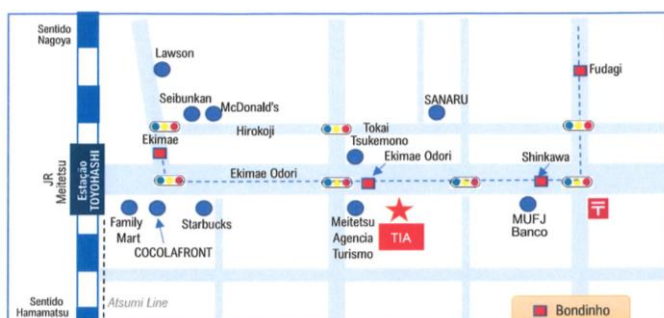 Sentido
Nagoya
Lawson
Fudagi
Seibunkan
McDonald's
SANARU
Hirokoji
Tokai
Tsukemono
Ekimae
JR
Meitetsu
Estação
TOYOHASHI
Ekimae Odori
Ekimae Odori
Shinkawa
Family
Mart
COCOLAFRONT
Starbucks
Meitetsu
Agencia
Turismo
TIA
MUFJ
Banco
〒
Sentido
Hamamatsu
Atsumi Line
Bondinho